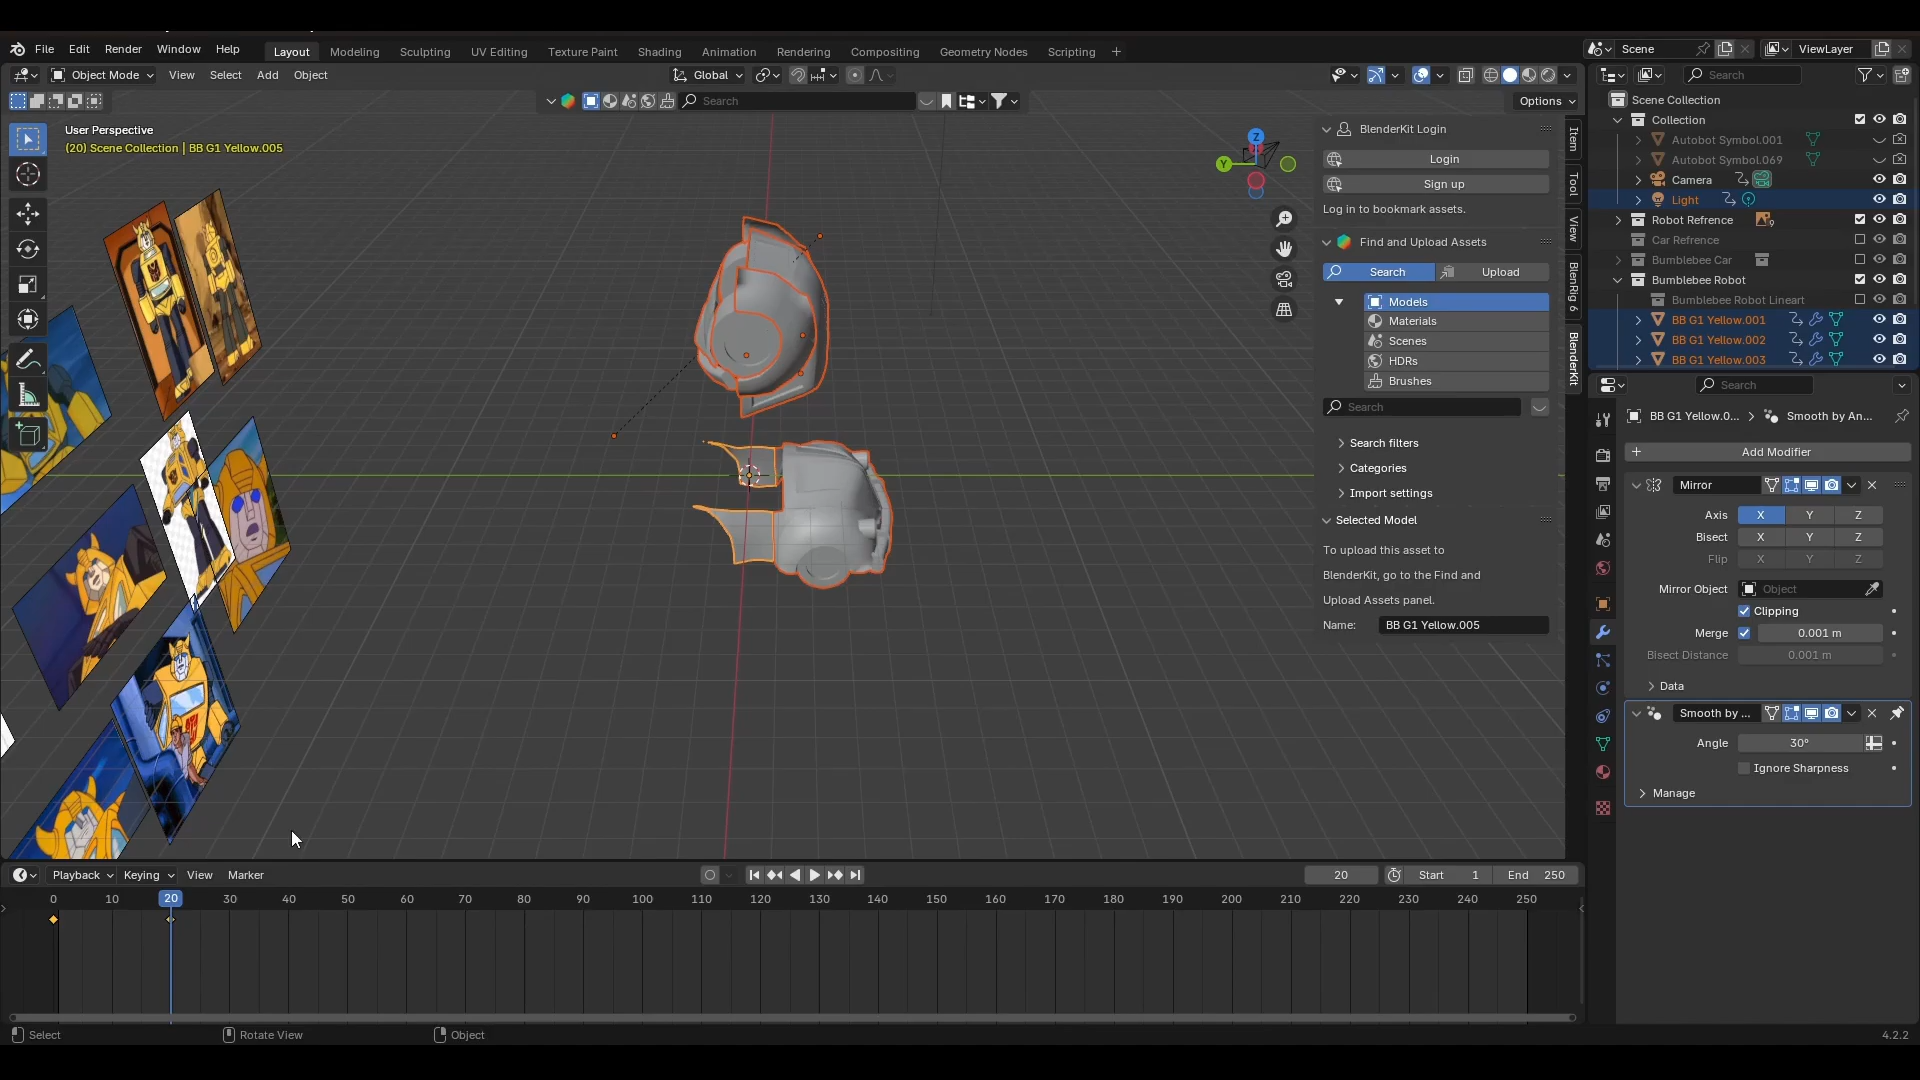 File Edit Render Window Help
Layout Modeling Sculpting UV Editing Texture Paint Shading Animation Rendering Compositing Geometry Nodes Scripting +
Scene
ViewLayer
Object Mode View Select Add Object
Global
Search
Search
Options
User Perspective
(20) Scene Collection | BB G1 Yellow.005
Z
Y
BlenderKit Login
Login
Sign up
Log in to bookmark assets.
Find and Upload Assets
Search Upload
Models
Materials
Scenes
HDRs
Brushes
Search
Search filters
Categories
Import settings
Selected Model
To upload this asset to
BlenderKit, go to the Find and
Upload Assets panel.
Name: BB G1 Yellow.005
Item
Tool
View
BlenRig 6
BlenderKit
Scene Collection
Collection
Autobot Symbol.001
Autobot Symbol.069
Camera
Light
Robot Refrence 9
Car Refrence
Bumblebee Car
Bumblebee Robot
Bumblebee Robot Lineart
BB G1 Yellow.001
BB G1 Yellow.002
BB G1 Yellow.003
Search
BB G1 Yellow.0... > Smooth by An...
+ Add Modifier
Mirror
Axis X Y Z
Bisect X Y Z
Flip X Y Z
Mirror Object Object
Clipping
Merge 0.001 m
Bisect Distance 0.001 m
Data
Smooth by ...
Angle 30°
Ignore Sharpness
Manage
Playback Keying View Marker
20 Start 1 End 250
0 10 20 30 40 50 60 70 80 90 100 110 120 130 140 150 160 170 180 190 200 210 220 230 240 250
Select Rotate View Object 4.2.2